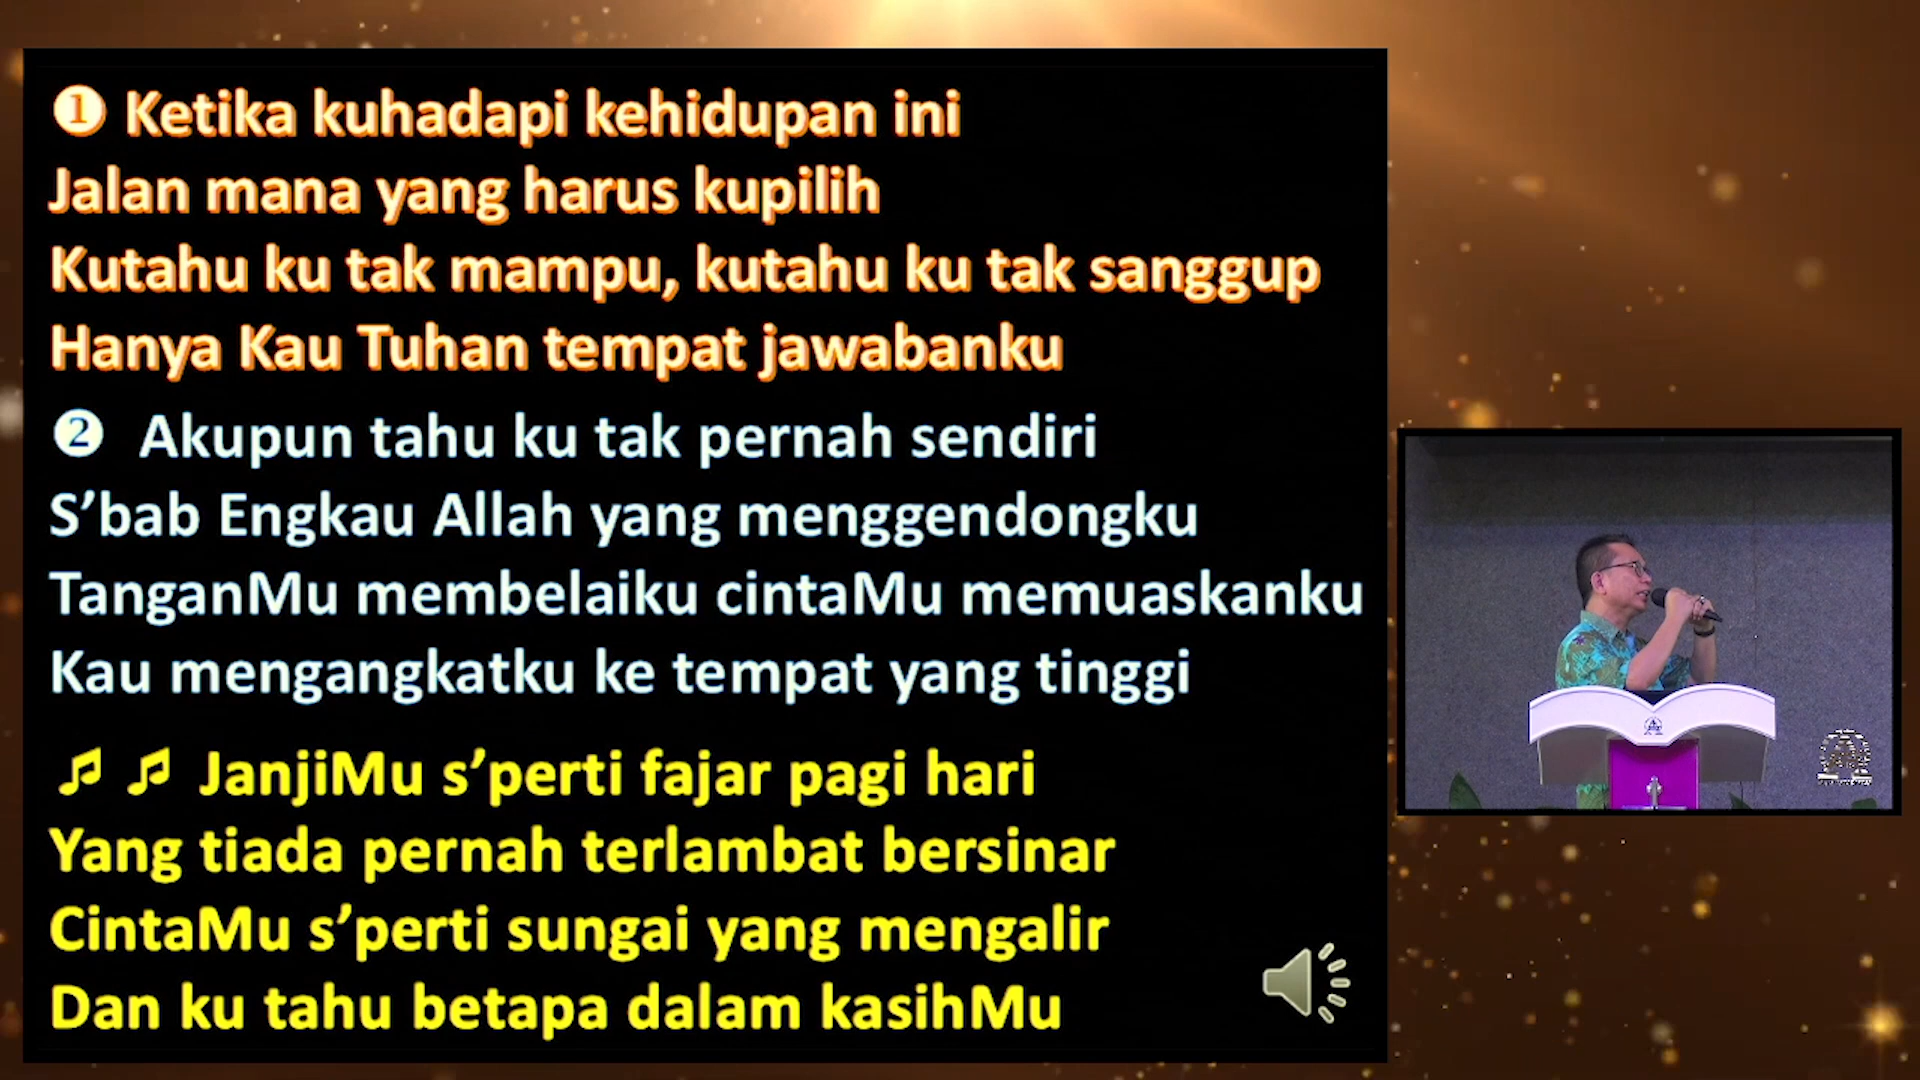 ❶ Ketika kuhadapi kehidupan ini
Jalan mana yang harus kupilih
Kutahu ku tak mampu, kutahu ku tak sanggup
Hanya Kau Tuhan tempat jawabanku
❷ Akupun tahu ku tak pernah sendiri
S’bab Engkau Allah yang menggendongku
TanganMu membelaiku cintaMu memuaskanku
Kau mengangkatku ke tempat yang tinggi
♫ ♫ JanjiMu s’perti fajar pagi hari
Yang tiada pernah terlambat bersinar
CintaMu s’perti sungai yang mengalir
Dan ku tahu betapa dalam kasihMu